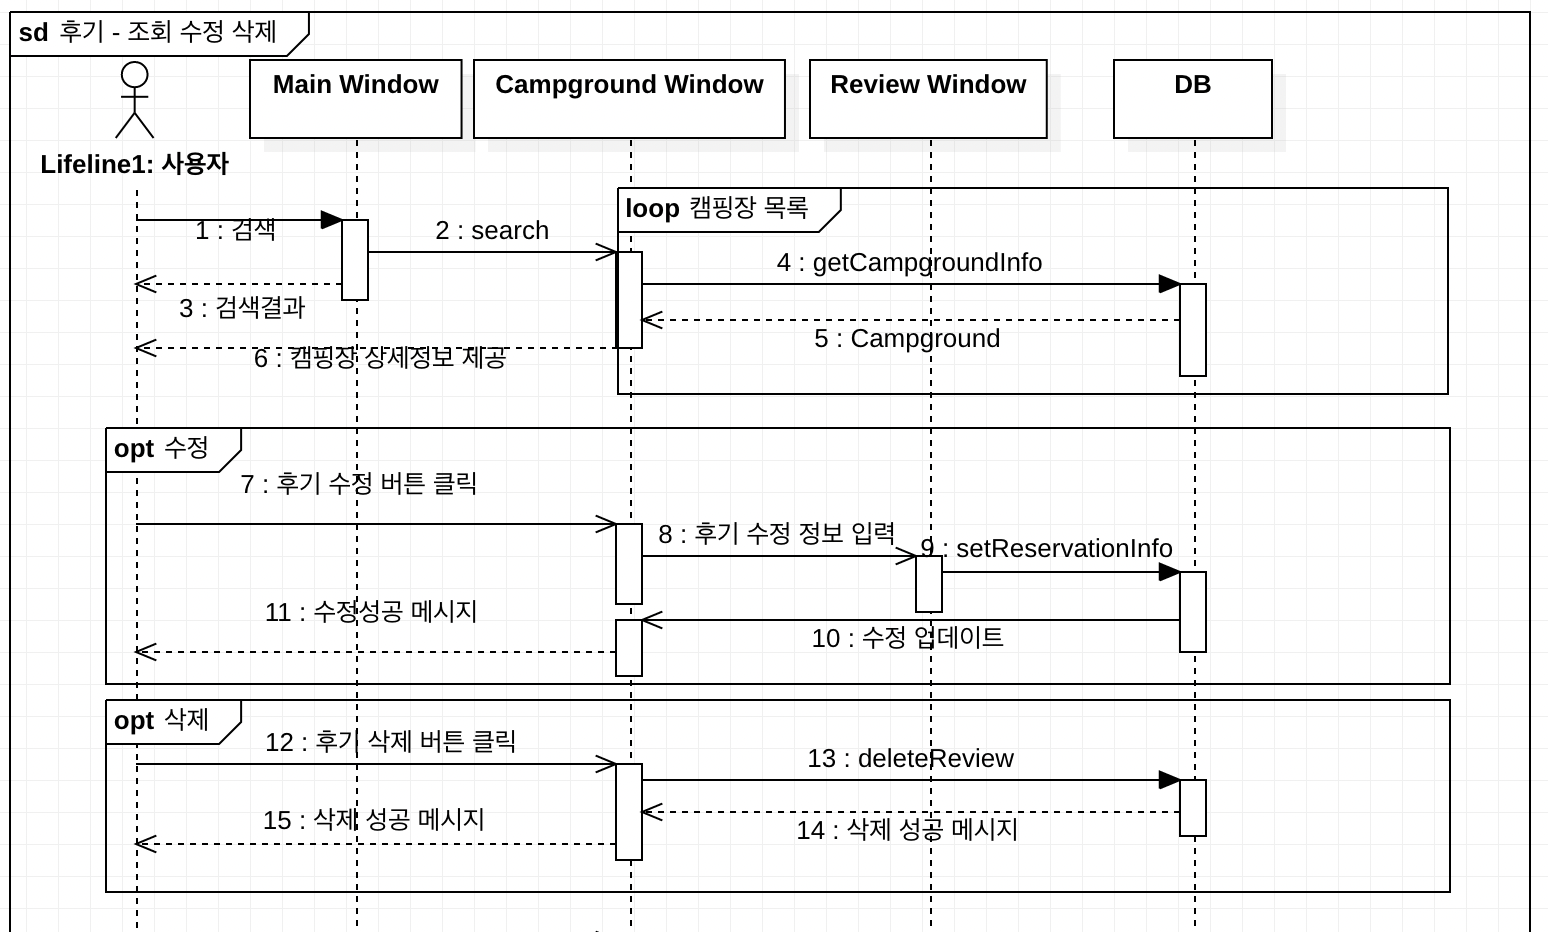 sd 후기 - 조회 수정 삭제
Main Window
Campground Window
Review Window
DB
Lifeline1: 사용자
loop 캠핑장 목록
1 : 검색
2 : search
4 : getCampgroundInfo
3 : 검색결과
5 : Campground
6 : 캠핑장 상세정보 제공
opt 수정
7 : 후기 수정 버튼 클릭
8 : 후기 수정 정보 입력
9 : setReservationInfo
11 : 수정성공 메시지
10 : 수정 업데이트
opt 삭제
12 : 후기 삭제 버튼 클릭
13 : deleteReview
15 : 삭제 성공 메시지
14 : 삭제 성공 메시지